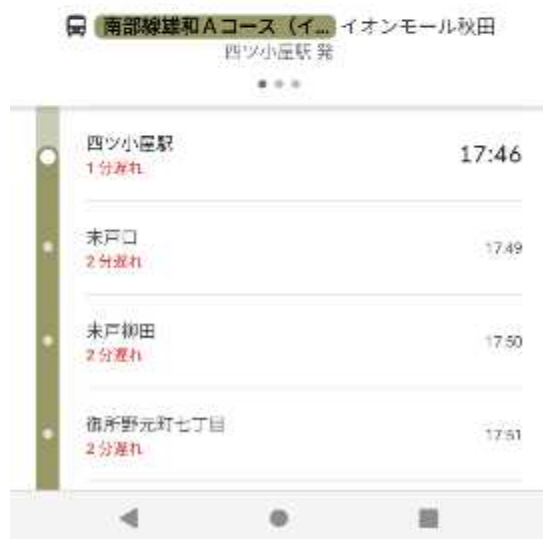 南部線雄和Aコース（イ... イオンモール秋田
四ツ小屋駅 発
四ツ小屋駅
17:46
1分遅れ
末戸口
17:49
2分遅れ
末戸柳田
17:50
2分遅れ
御所野元町七丁目
17:51
2分遅れ